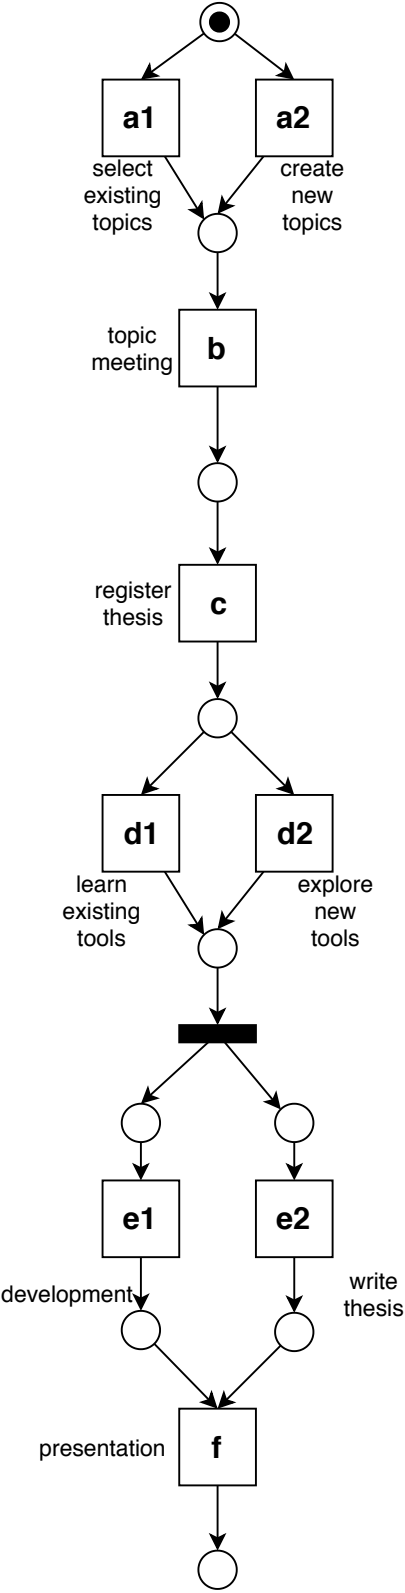 a1
a2
select
existing
topics
create
new
topics
topic
meeting
b
register
thesis
c
d1
d2
learn
existing
tools
explore
new
tools
e1
e2
development
write
thesis
presentation
f